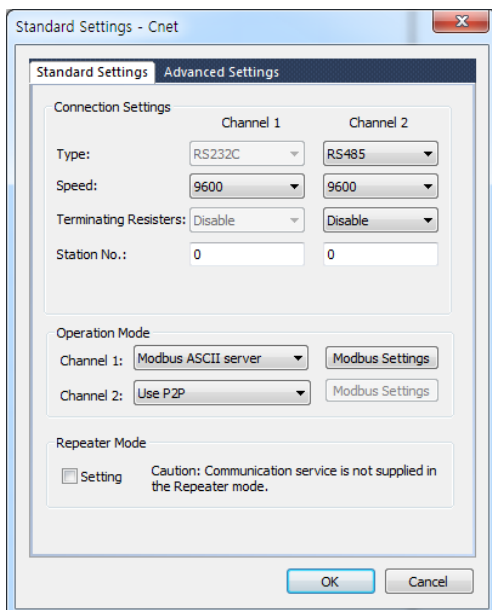 Standard Settings - Cnet
Standard Settings Advanced Settings
Connection Settings
Channel 1 Channel 2
Type: RS232C RS485
Speed: 9600 9600
Terminating Resisters: Disable Disable
Station No.: 0 0
Operation Mode
Channel 1: Modbus ASCII server Modbus Settings
Channel 2: Use P2P Modbus Settings
Repeater Mode
Setting Caution: Communication service is not supplied in
the Repeater mode.
OK Cancel